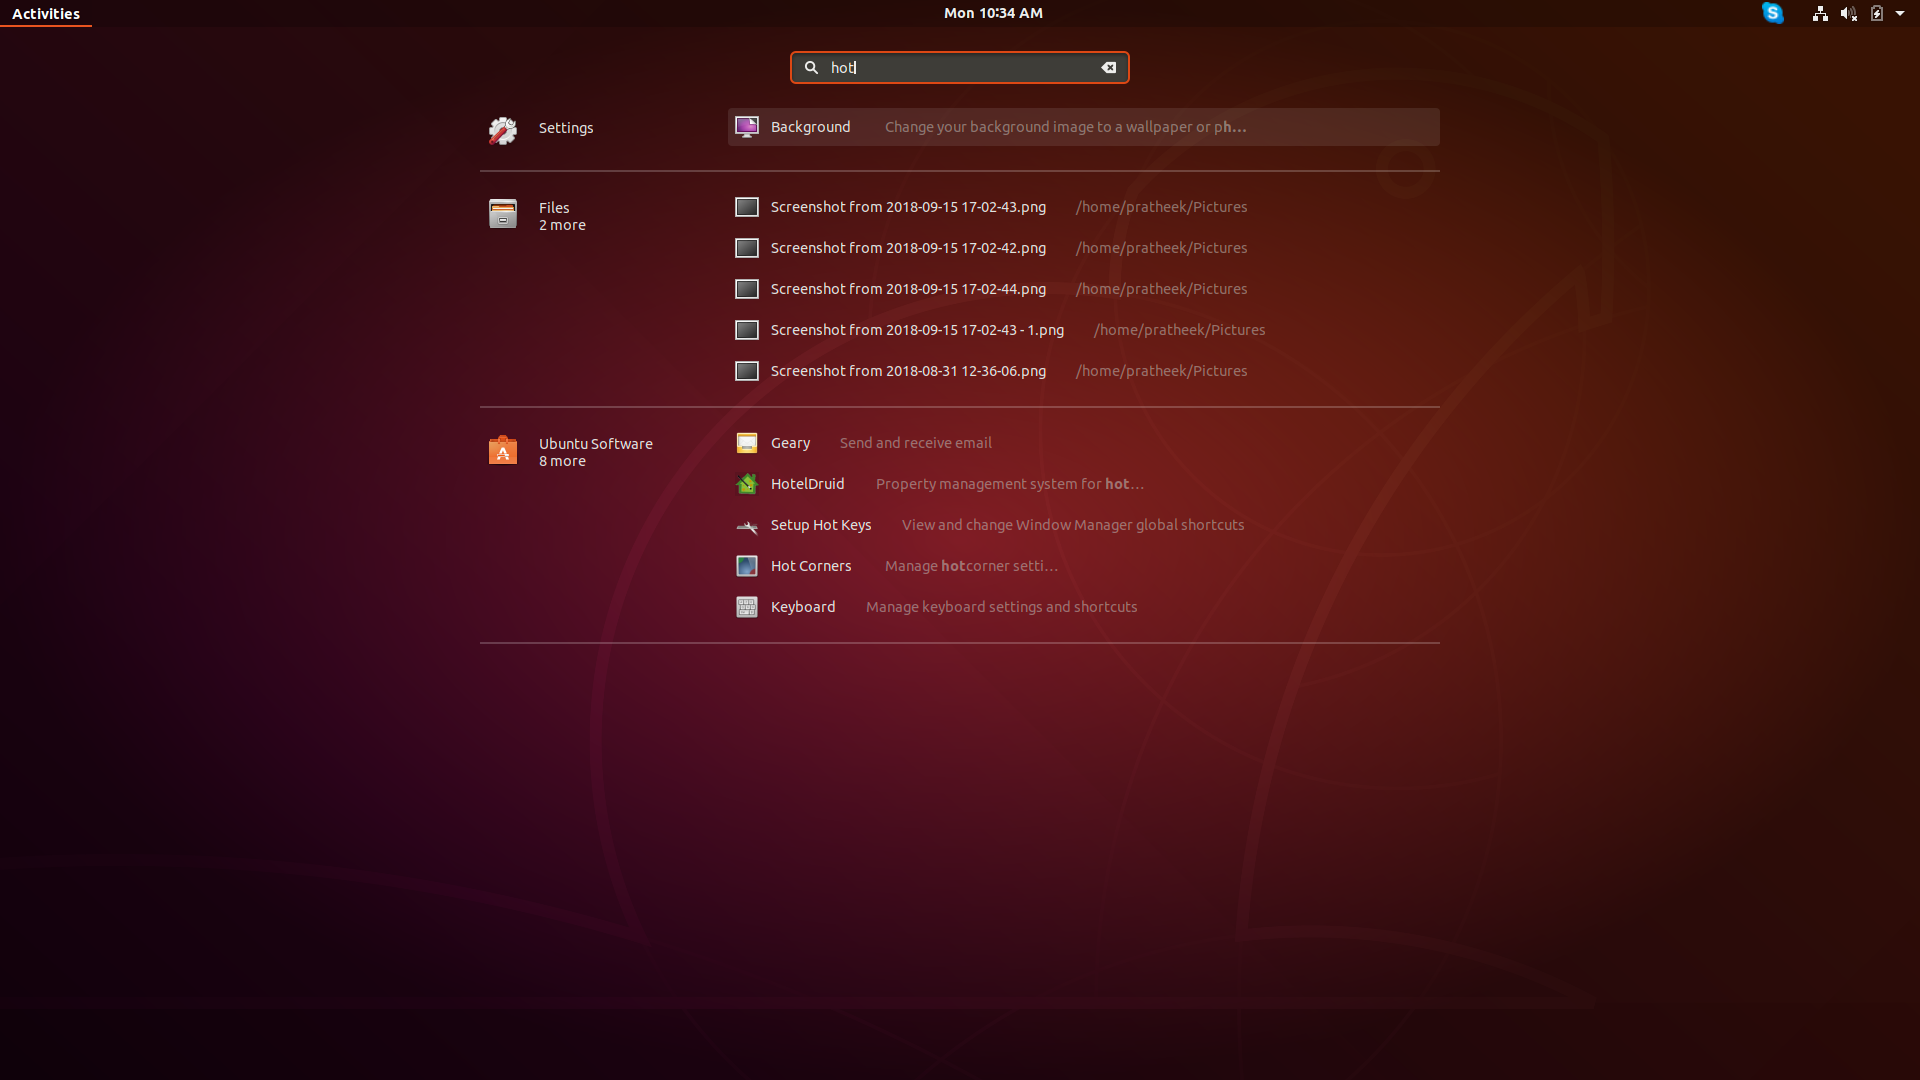 Activities
Mon 10:34 AM
hot
Settings
Background Change your background image to a wallpaper or ph…
Files
2 more
Screenshot from 2018-09-15 17-02-43.png /home/pratheek/Pictures
Screenshot from 2018-09-15 17-02-42.png /home/pratheek/Pictures
Screenshot from 2018-09-15 17-02-44.png /home/pratheek/Pictures
Screenshot from 2018-09-15 17-02-43 - 1.png /home/pratheek/Pictures
Screenshot from 2018-08-31 12-36-06.png /home/pratheek/Pictures
Ubuntu Software
8 more
Geary Send and receive email
HotelDruid Property management system for hot…
Setup Hot Keys View and change Window Manager global shortcuts
Hot Corners Manage hotcorner setti…
Keyboard Manage keyboard settings and shortcuts